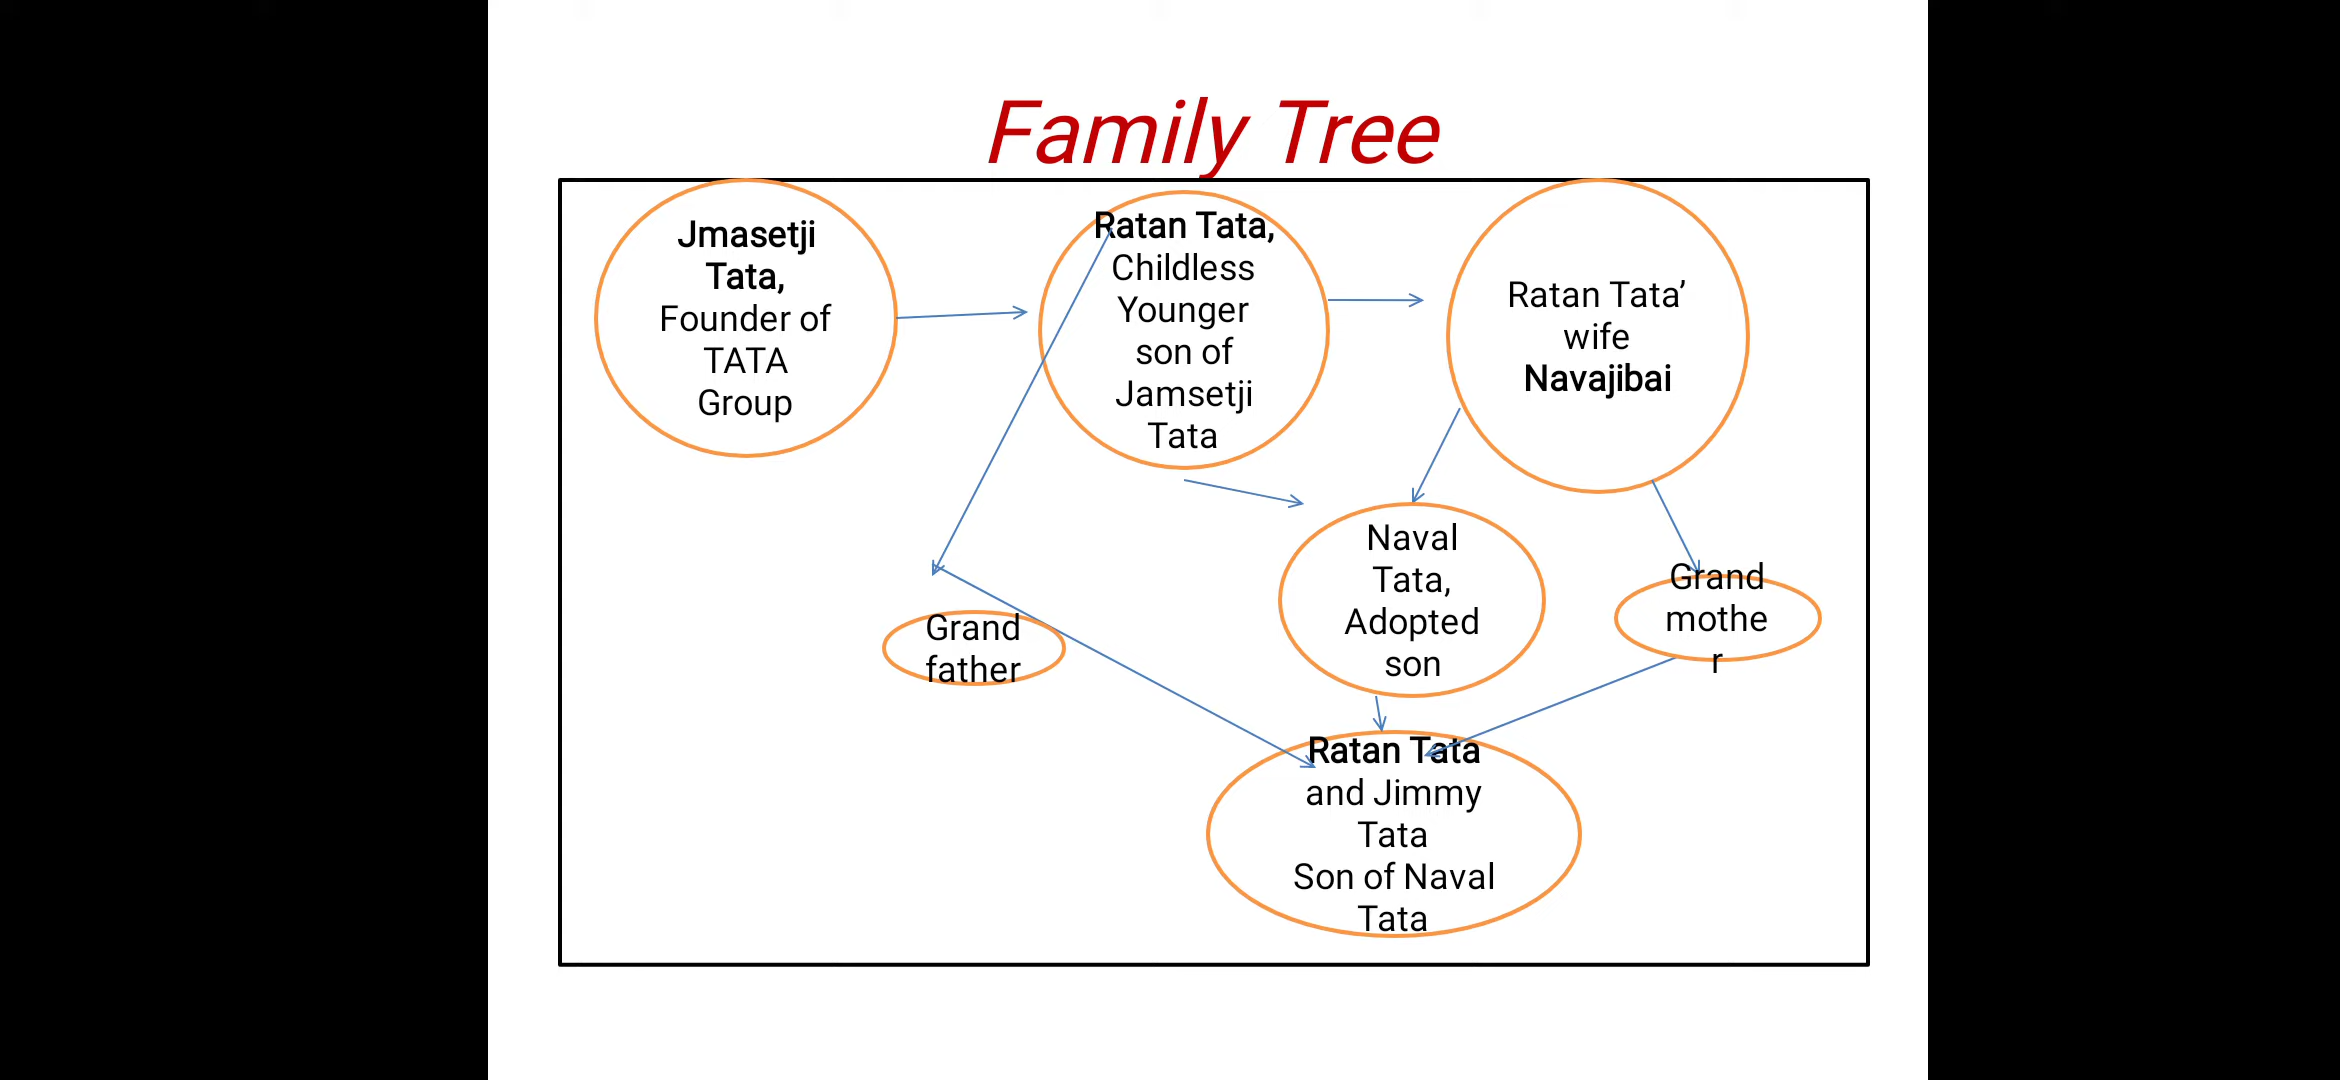 Family Tree
Jmasetji
Tata,
Founder of
TATA
Group
Ratan Tata,
Childless
Younger
son of
Jamsetji
Tata
Ratan Tata’
wife
Navajibai
Naval
Tata,
Adopted
son
Grand
mothe
r
Grand
father
Ratan Tata
and Jimmy
Tata
Son of Naval
Tata